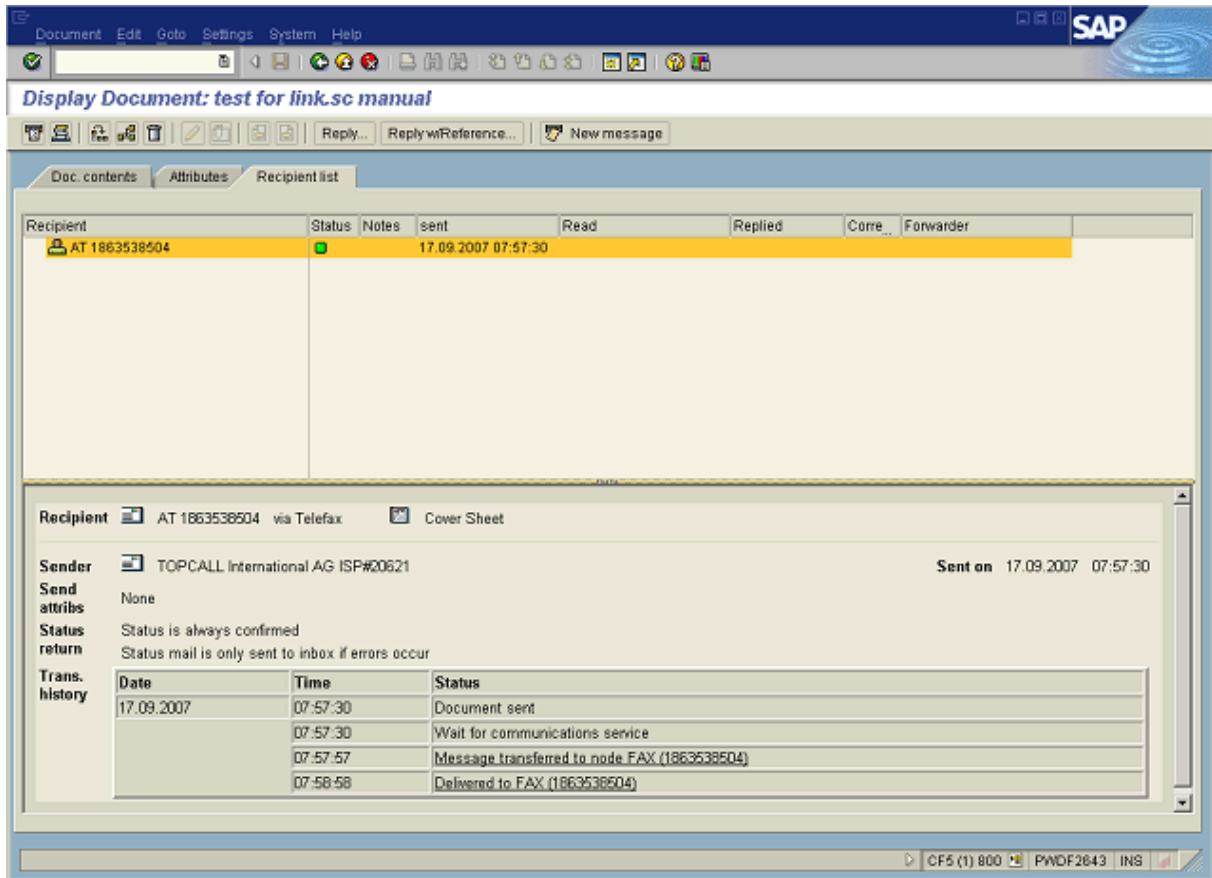 Document Edit Goto Settings System Help
SAP
Display Document: test for link.sc manual
Reply... Reply w/Reference... New message
Doc. contents Attributes Recipient list
Recipient Status Notes sent Read Replied Corre... Forwarder
AT 1863538504 17.09.2007 07:57:30
Recipient AT 1863538504 via Telefax Cover Sheet
Sender TOPCALL International AG ISP#20621 Sent on 17.09.2007 07:57:30
Send attribs None
Status return Status is always confirmed
Status mail is only sent to inbox if errors occur
Trans. history Date Time Status
17.09.2007 07:57:30 Document sent
07:57:30 Wait for communications service
07:57:57 Message transferred to node FAX (1863538504)
07:58:58 Delivered to FAX (1863538504)
CF5 (1) 800 PWDF2643 INS